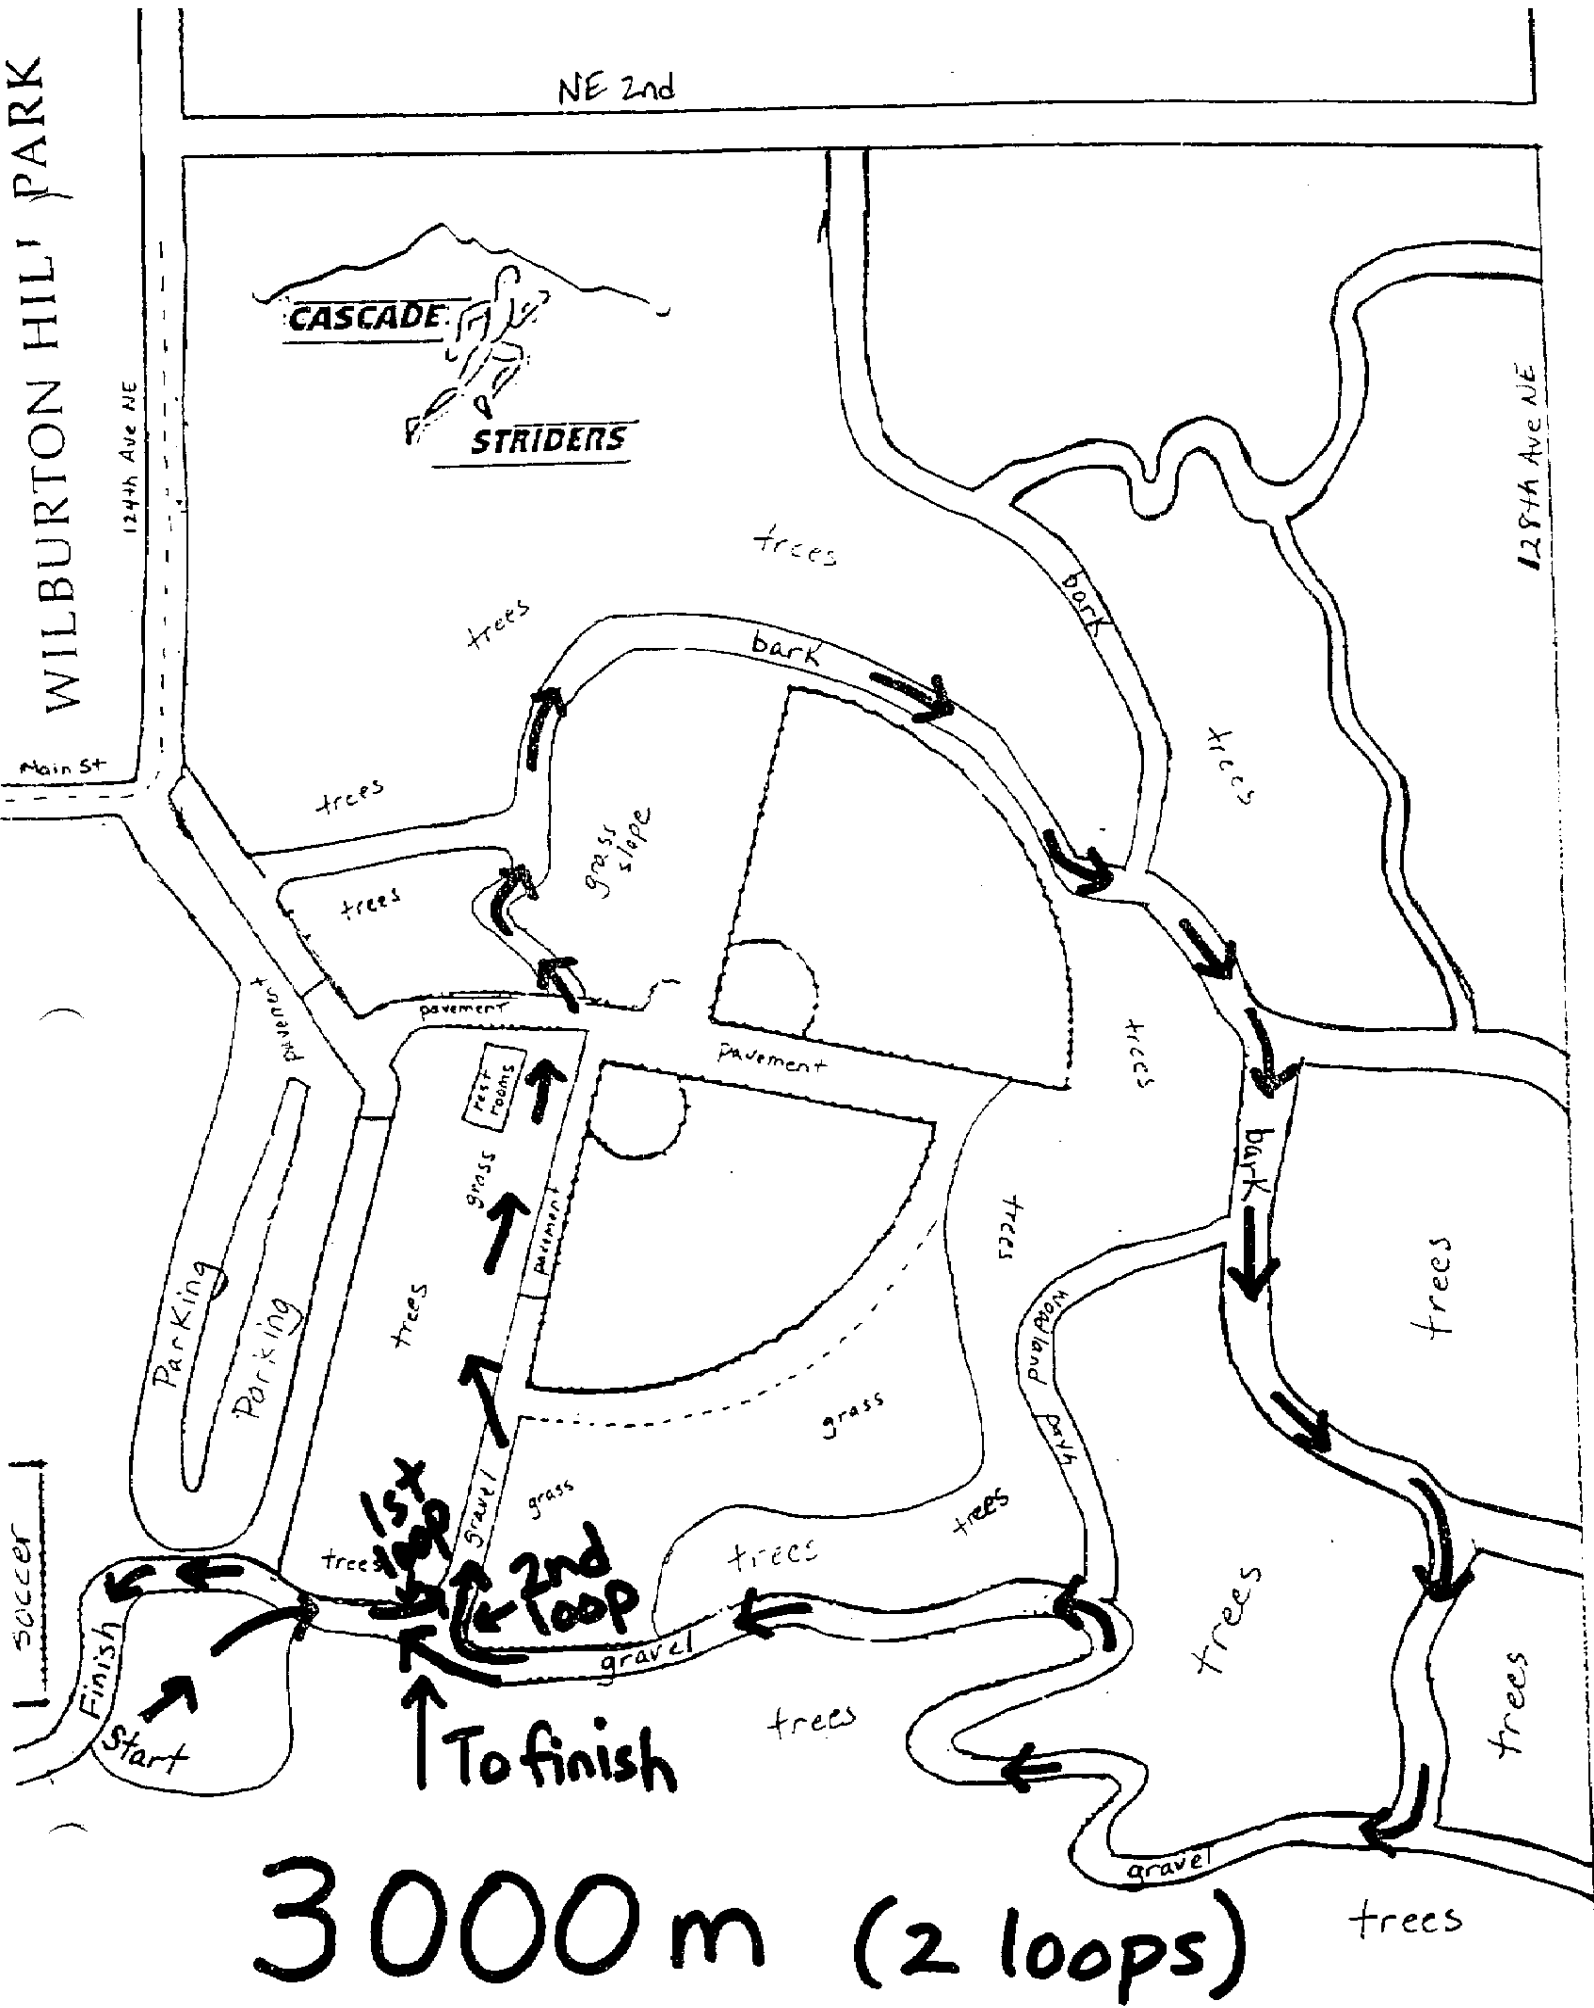 WILBURTON HILL PARK
NE 2nd
CASCADE
STRIDERS
124th Ave NE
128th Ave NE
Main St
trees
trees
bark
bark
trees
trees
trees
grass
slope
pavement
pavement
pavement
rest
rooms
trees
grass
pavement
bark
trees
trees
Parking
Parking
trees
woodland
path
grass
gravel
grass
trees
trees
trees
1st
loop
2nd
loop
soccer
Finish
Start
gravel
To finish
trees
trees
trees
trees
gravel
3000m (2 loops)
trees